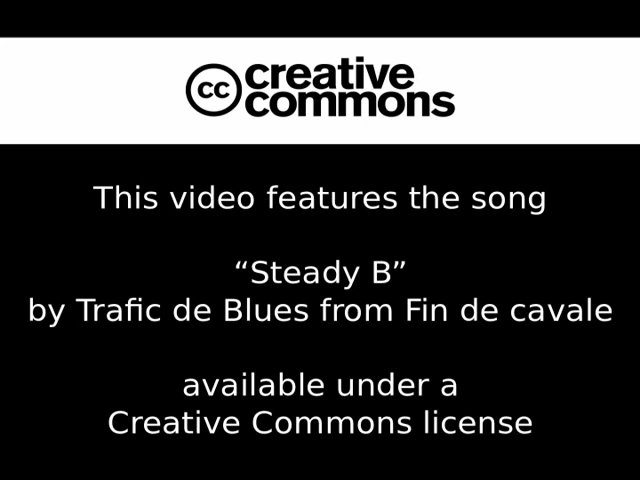 cc creative
commons
This video features the song
“Steady B”
by Trafic de Blues from Fin de cavale
available under a
Creative Commons license